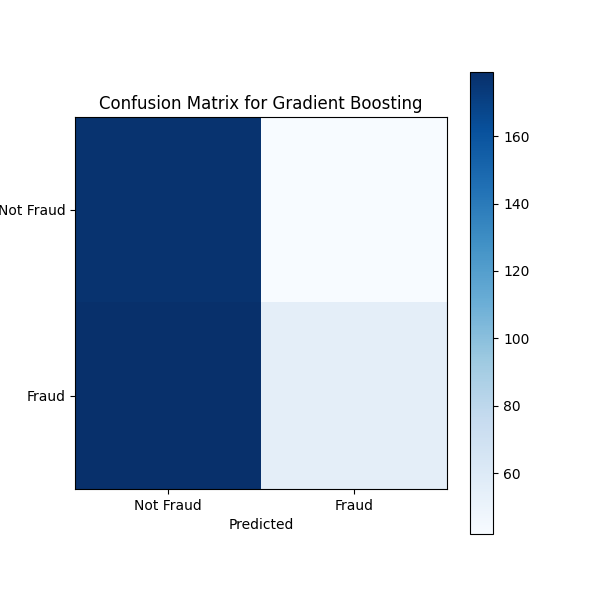 Confusion Matrix for Gradient Boosting
Not Fraud
Fraud
Not Fraud
Fraud
Predicted
160
140
120
100
80
60